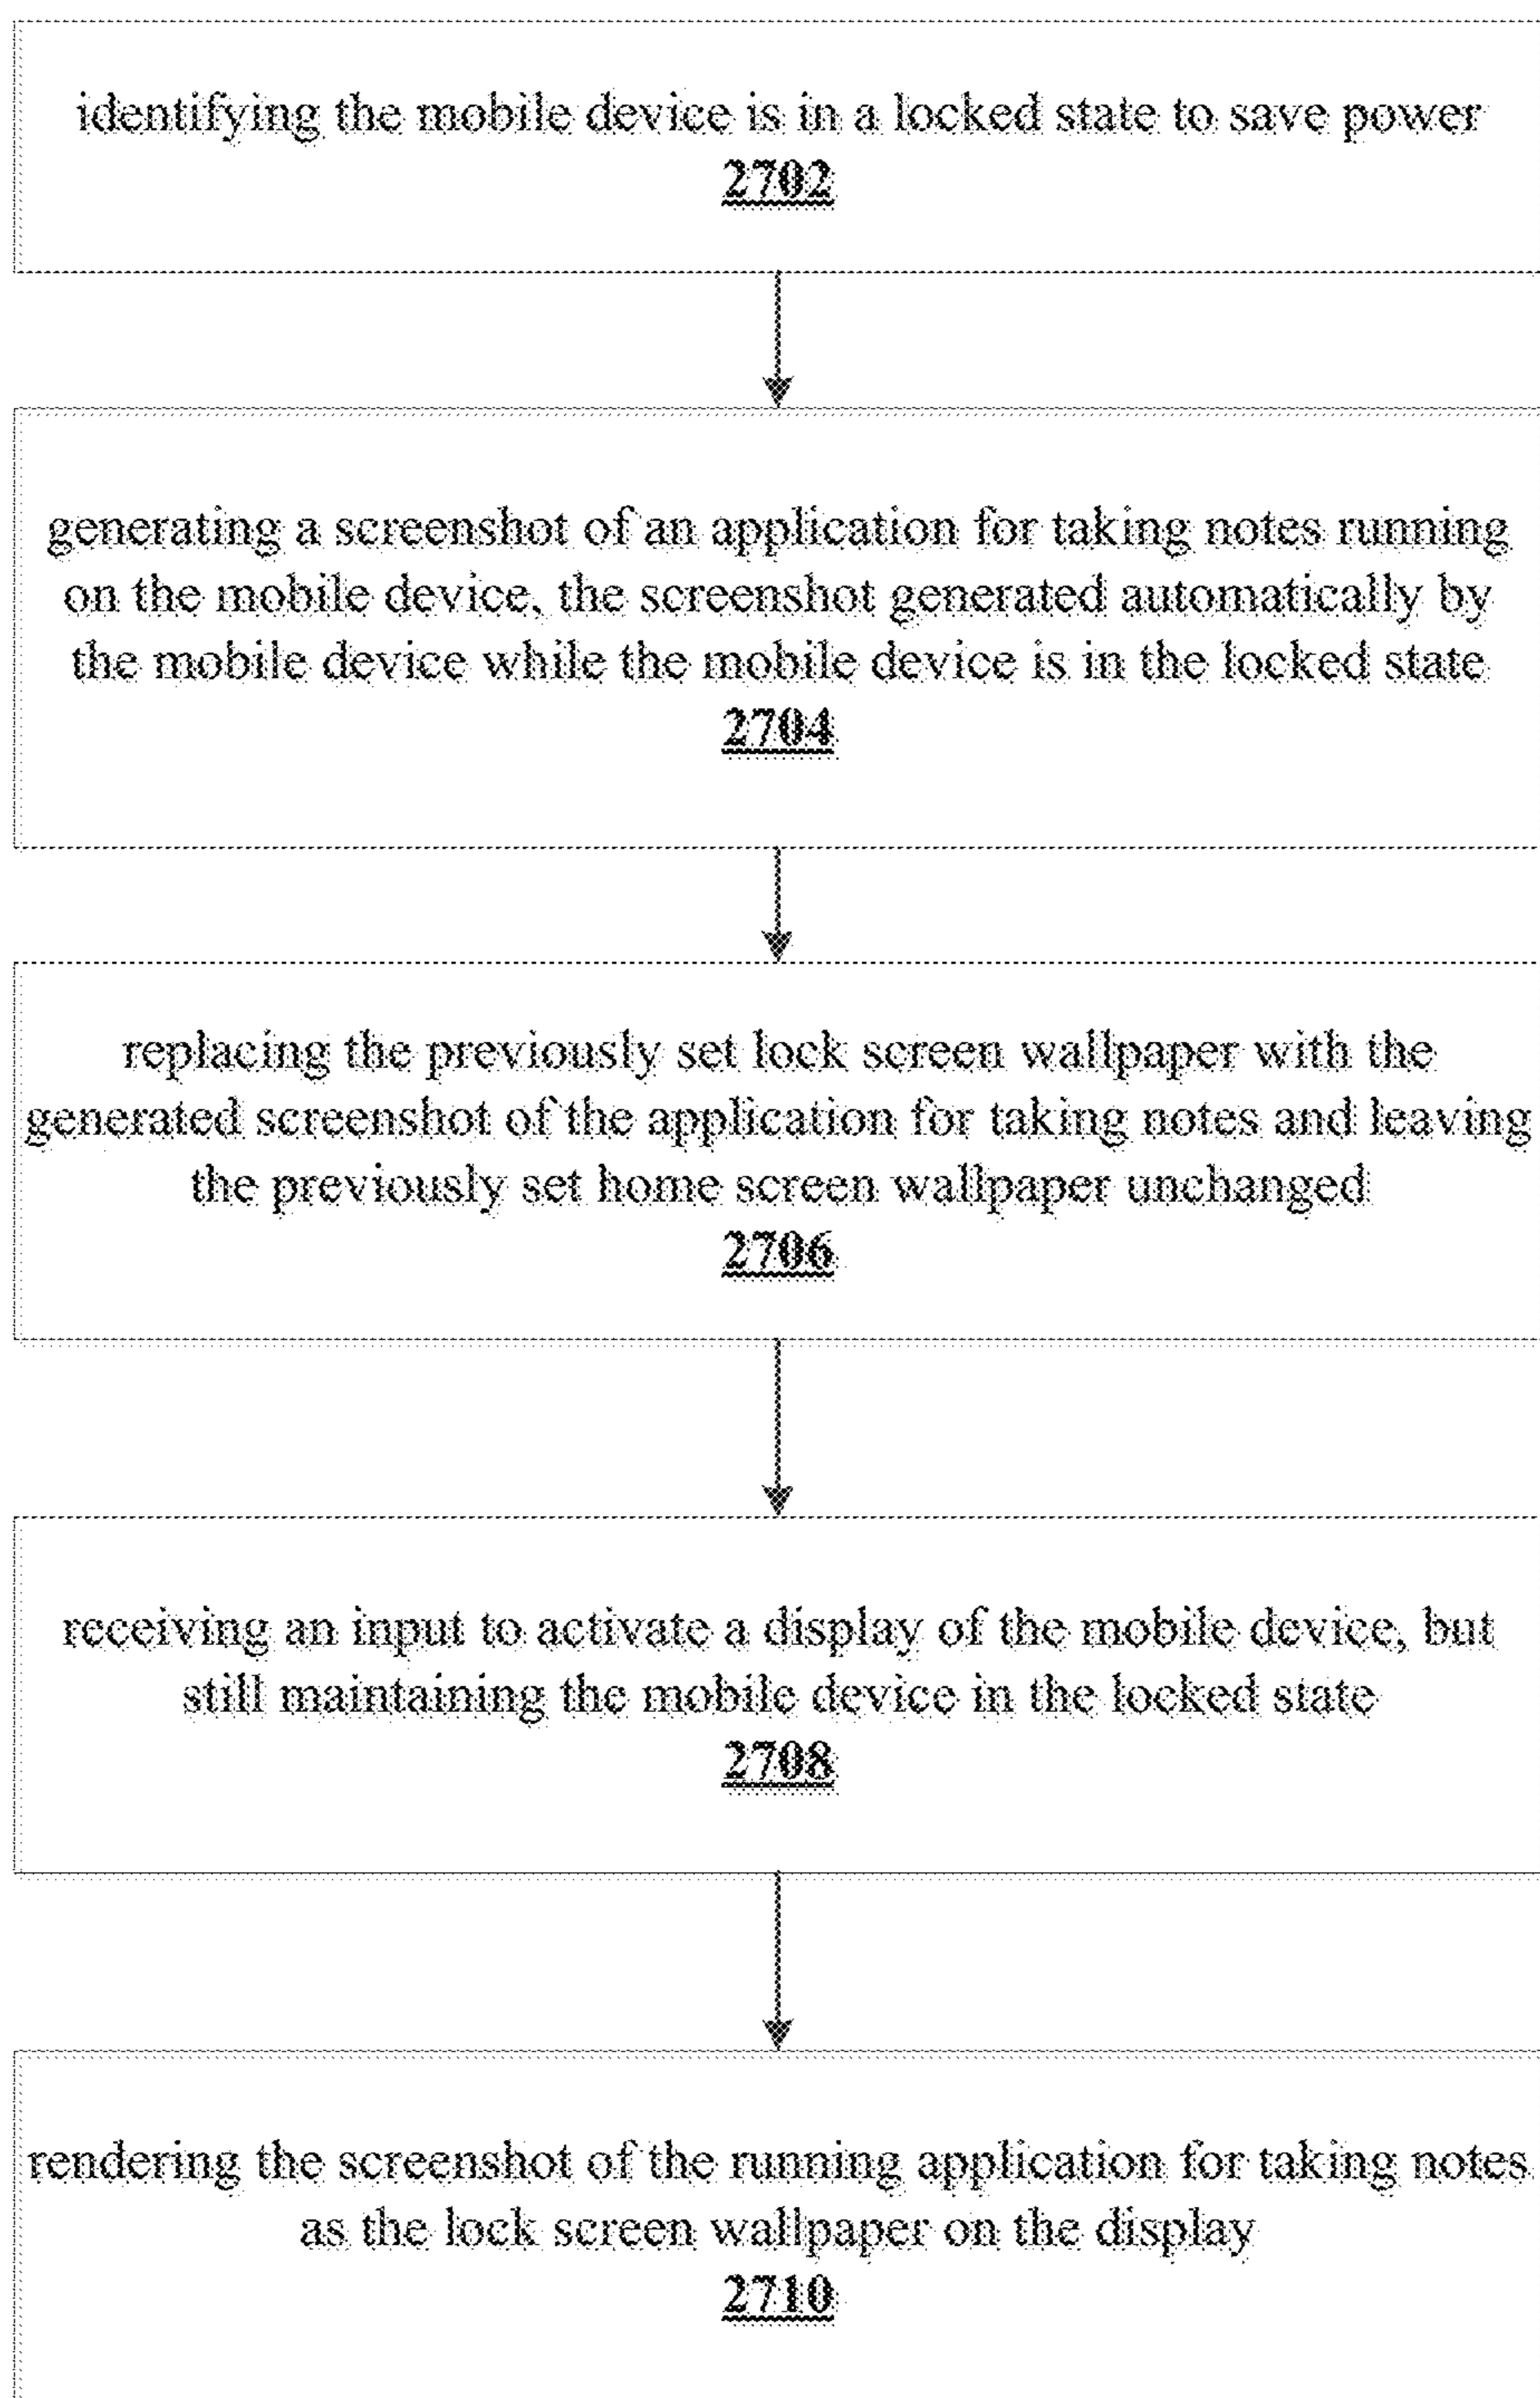 identifying the mobile device is in a locked state to save power
2702
generating a screenshot of an application for taking notes running
on the mobile device, the screenshot generated automatically by
the mobile device while the mobile device is in the locked state
2704
replacing the previously set lock screen wallpaper with the
generated screenshot of the application for taking notes and leaving
the previously set home screen wallpaper unchanged
2706
receiving an input to activate a display of the mobile device, but
still maintaining the mobile device in the locked state
2708
rendering the screenshot of the running application for taking notes
as the lock screen wallpaper on the display
2710